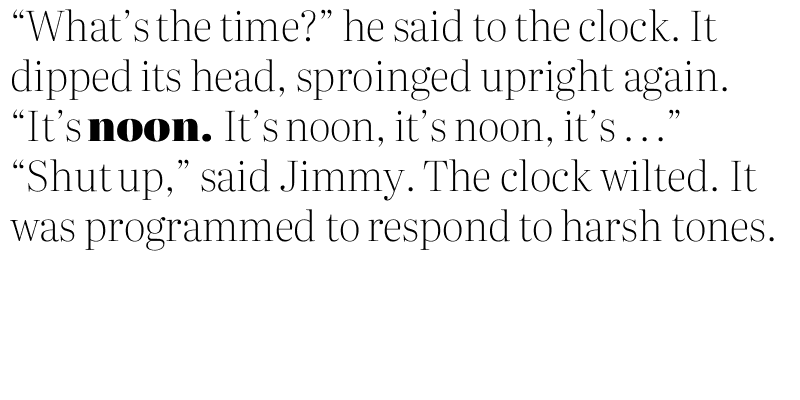 “What’s the time?” he said to the clock. It
dipped its head, sproinged upright again.
“It’s noon. It’s noon, it’s noon, it’s . . .”
“Shut up,” said Jimmy. The clock wilted. It
was programmed to respond to harsh tones.